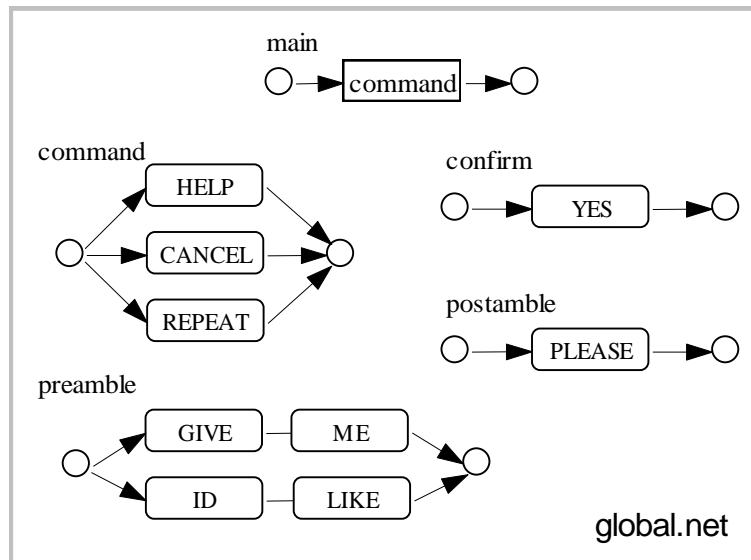 main
command
command
HELP
CANCEL
REPEAT
confirm
YES
postamble
PLEASE
preamble
GIVE ME
ID LIKE
global.net